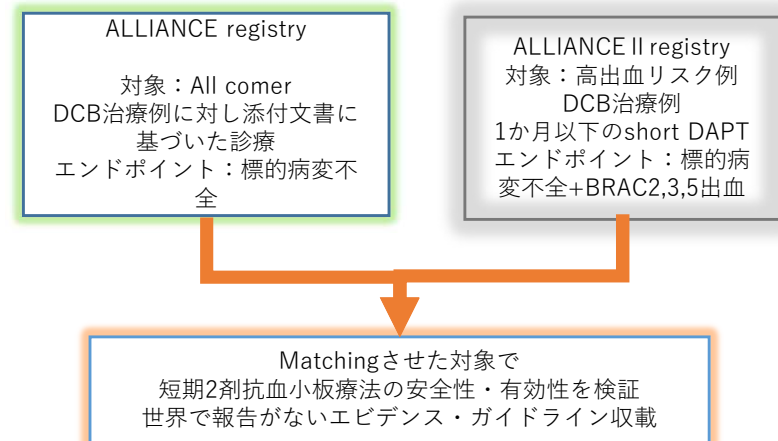 ALLIANCE registry
対象：All comer
DCB治療例に対し添付文書に
基づいた診療
エンドポイント：標的病変不
全
ALLIANCEⅡregistry
対象：高出血リスク例
DCB治療例
1か月以下のshort DAPT
エンドポイント：標的病
変不全+BRAC2,3,5出血
Matchingさせた対象で
短期2剤抗血小板療法の安全性・有効性を検証
世界で報告がないエビデンス・ガイドライン収載